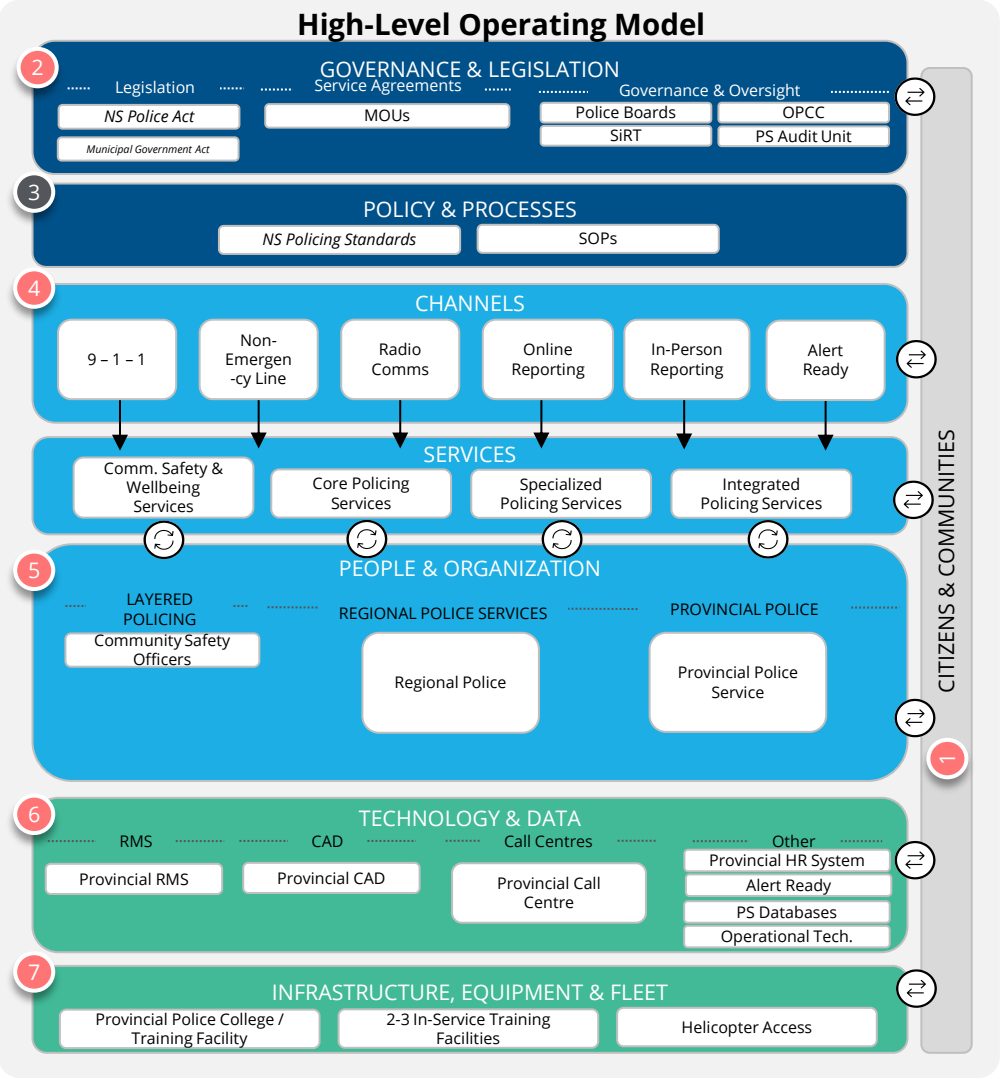 High-Level Operating Model
2
GOVERNANCE & LEGISLATION
Legislation
Service Agreements
Governance & Oversight
NS Police Act
MOUs
Police Boards
OPCC
Municipal Government Act
SiRT
PS Audit Unit
3
POLICY & PROCESSES
NS Policing Standards
SOPs
4
CHANNELS
9 – 1 – 1
Non-
Emergen
-cy Line
Radio
Comms
Online
Reporting
In-Person
Reporting
Alert
Ready
SERVICES
Comm. Safety &
Wellbeing
Services
Core Policing
Services
Specialized
Policing Services
Integrated
Policing Services
5
PEOPLE & ORGANIZATION
LAYERED
POLICING
Community Safety
Officers
REGIONAL POLICE SERVICES
Regional Police
PROVINCIAL POLICE
Provincial Police
Service
6
TECHNOLOGY & DATA
RMS
Provincial RMS
CAD
Provincial CAD
Call Centres
Provincial Call
Centre
Other
Provincial HR System
Alert Ready
PS Databases
Operational Tech.
7
INFRASTRUCTURE, EQUIPMENT & FLEET
Provincial Police College /
Training Facility
2-3 In-Service Training
Facilities
Helicopter Access
CITIZENS & COMMUNITIES
1